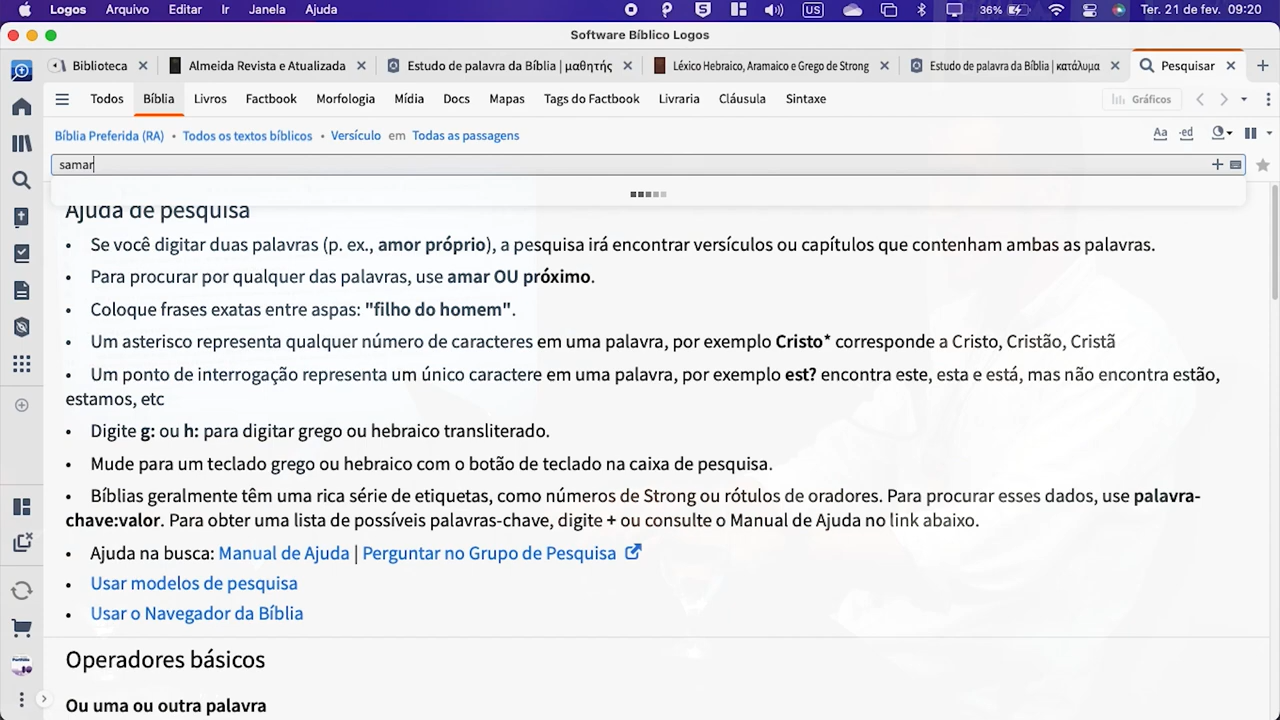 Logos Arquivo Editar Ir Janela Ajuda US 36% Ter. 21 de fev. 09:20
Software Bíblico Logos
Biblioteca Almeida Revista e Atualizada Estudo de palavra da Bíblia | μαθητής Léxico Hebraico, Aramaico e Grego de Strong Estudo de palavra da Bíblia | κατάλυμα Pesquisar
Todos Bíblia Livros Factbook Morfologia Mídia Docs Mapas Tags do Factbook Livraria Cláusula Sintaxe Gráficos
Bíblia Preferida (RA) • Todos os textos bíblicos • Versículo em Todas as passagens Aa ·ed
samar
Ajuda de pesquisa
• Se você digitar duas palavras (p. ex., amor próprio), a pesquisa irá encontrar versículos ou capítulos que contenham ambas as palavras.
• Para procurar por qualquer das palavras, use amar OU próximo.
• Coloque frases exatas entre aspas: "filho do homem".
• Um asterisco representa qualquer número de caracteres em uma palavra, por exemplo Cristo* corresponde a Cristo, Cristão, Cristã
• Um ponto de interrogação representa um único caractere em uma palavra, por exemplo est? encontra este, esta e está, mas não encontra estão,
estamos, etc
• Digite g: ou h: para digitar grego ou hebraico transliterado.
• Mude para um teclado grego ou hebraico com o botão de teclado na caixa de pesquisa.
• Bíblias geralmente têm uma rica série de etiquetas, como números de Strong ou rótulos de oradores. Para procurar esses dados, use palavra-
chave:valor. Para obter uma lista de possíveis palavras-chave, digite + ou consulte o Manual de Ajuda no link abaixo.
• Ajuda na busca: Manual de Ajuda | Perguntar no Grupo de Pesquisa
• Usar modelos de pesquisa
• Usar o Navegador da Bíblia
Operadores básicos
Ou uma ou outra palavra